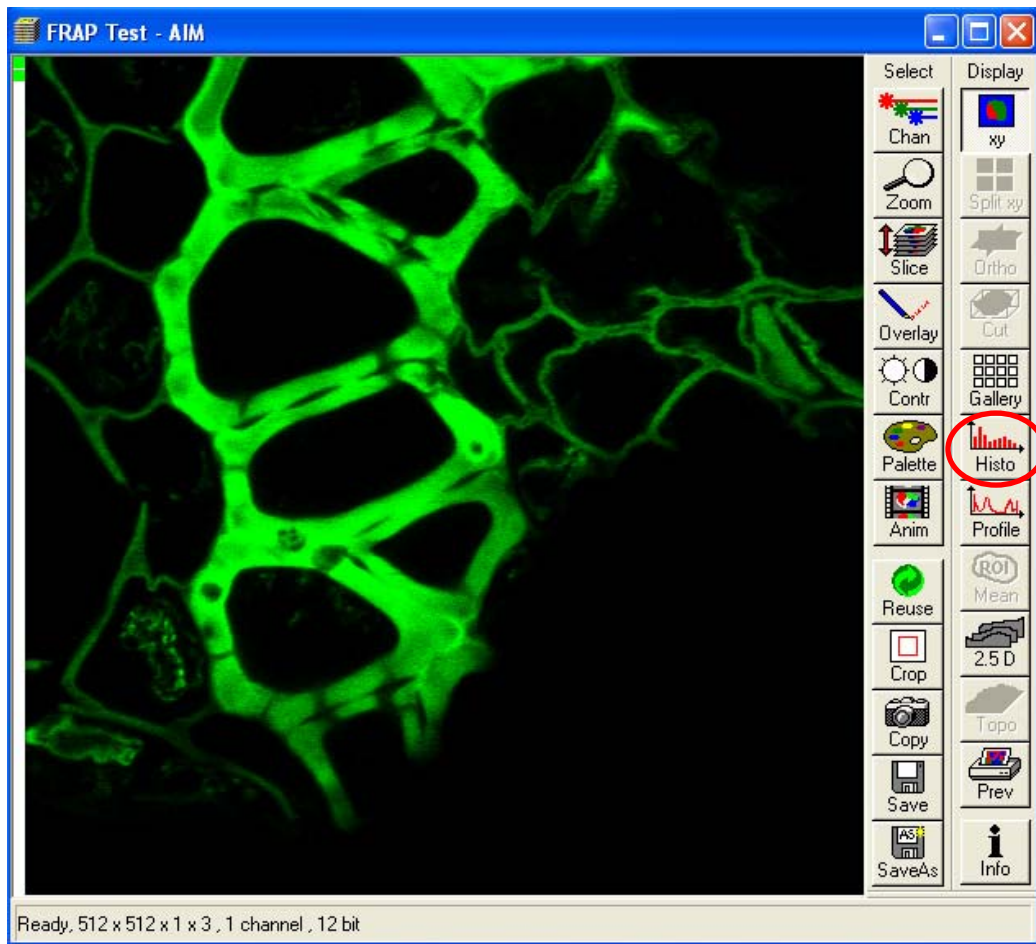 FRAP Test - AIM
Select
Display
Chan
xy
Zoom
Split xy
Slice
Ortho
Overlay
Cut
Contr
Gallery
Palette
Histo
Anim
Profile
Reuse
ROI
Mean
Crop
2.5 D
Copy
Topo
Save
Prev
AS
SaveAs
Info
Ready, 512 x 512 x 1 x 3 , 1 channel , 12 bit